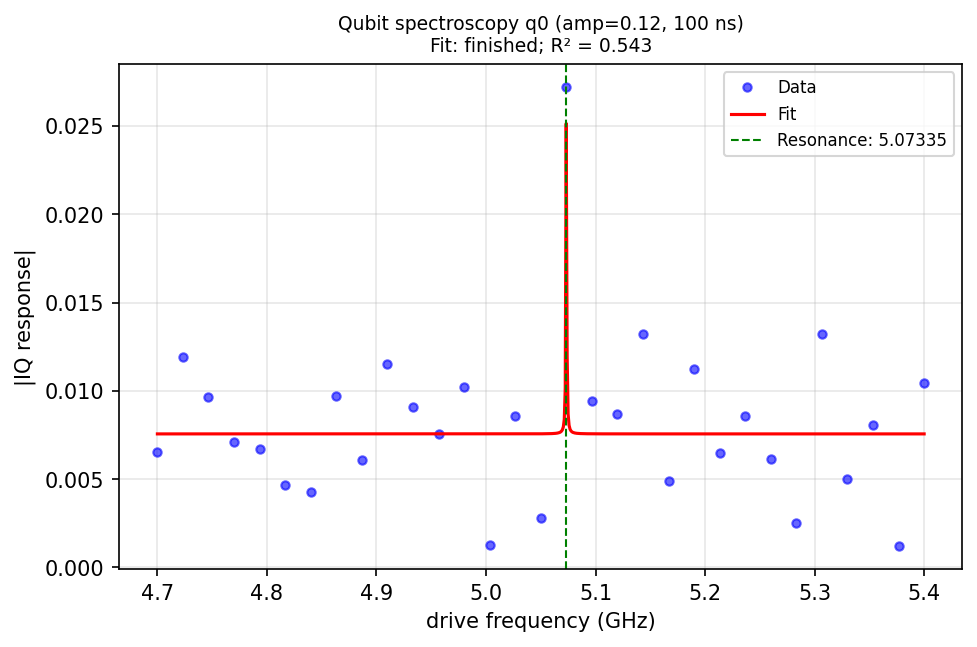 Qubit spectroscopy q0 (amp=0.12, 100 ns)
Fit: finished; R² = 0.543
Data
Fit
Resonance: 5.07335
|IQ response|
0.025
0.020
0.015
0.010
0.005
0.000
4.7 4.8 4.9 5.0 5.1 5.2 5.3 5.4
drive frequency (GHz)